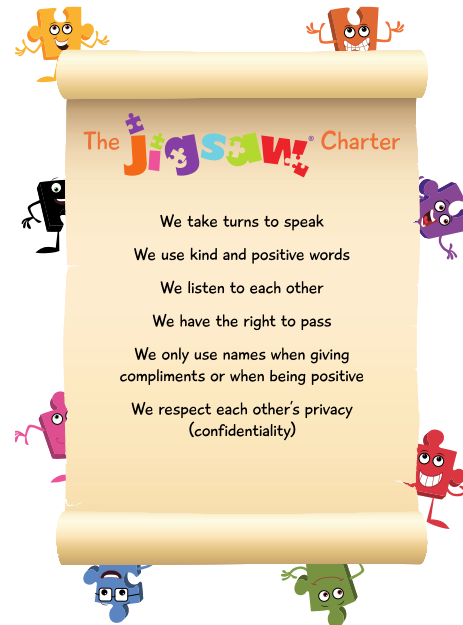 The Jigsaw® Charter
We take turns to speak
We use kind and positive words
We listen to each other
We have the right to pass
We only use names when giving
compliments or when being positive
We respect each other's privacy
(confidentiality)